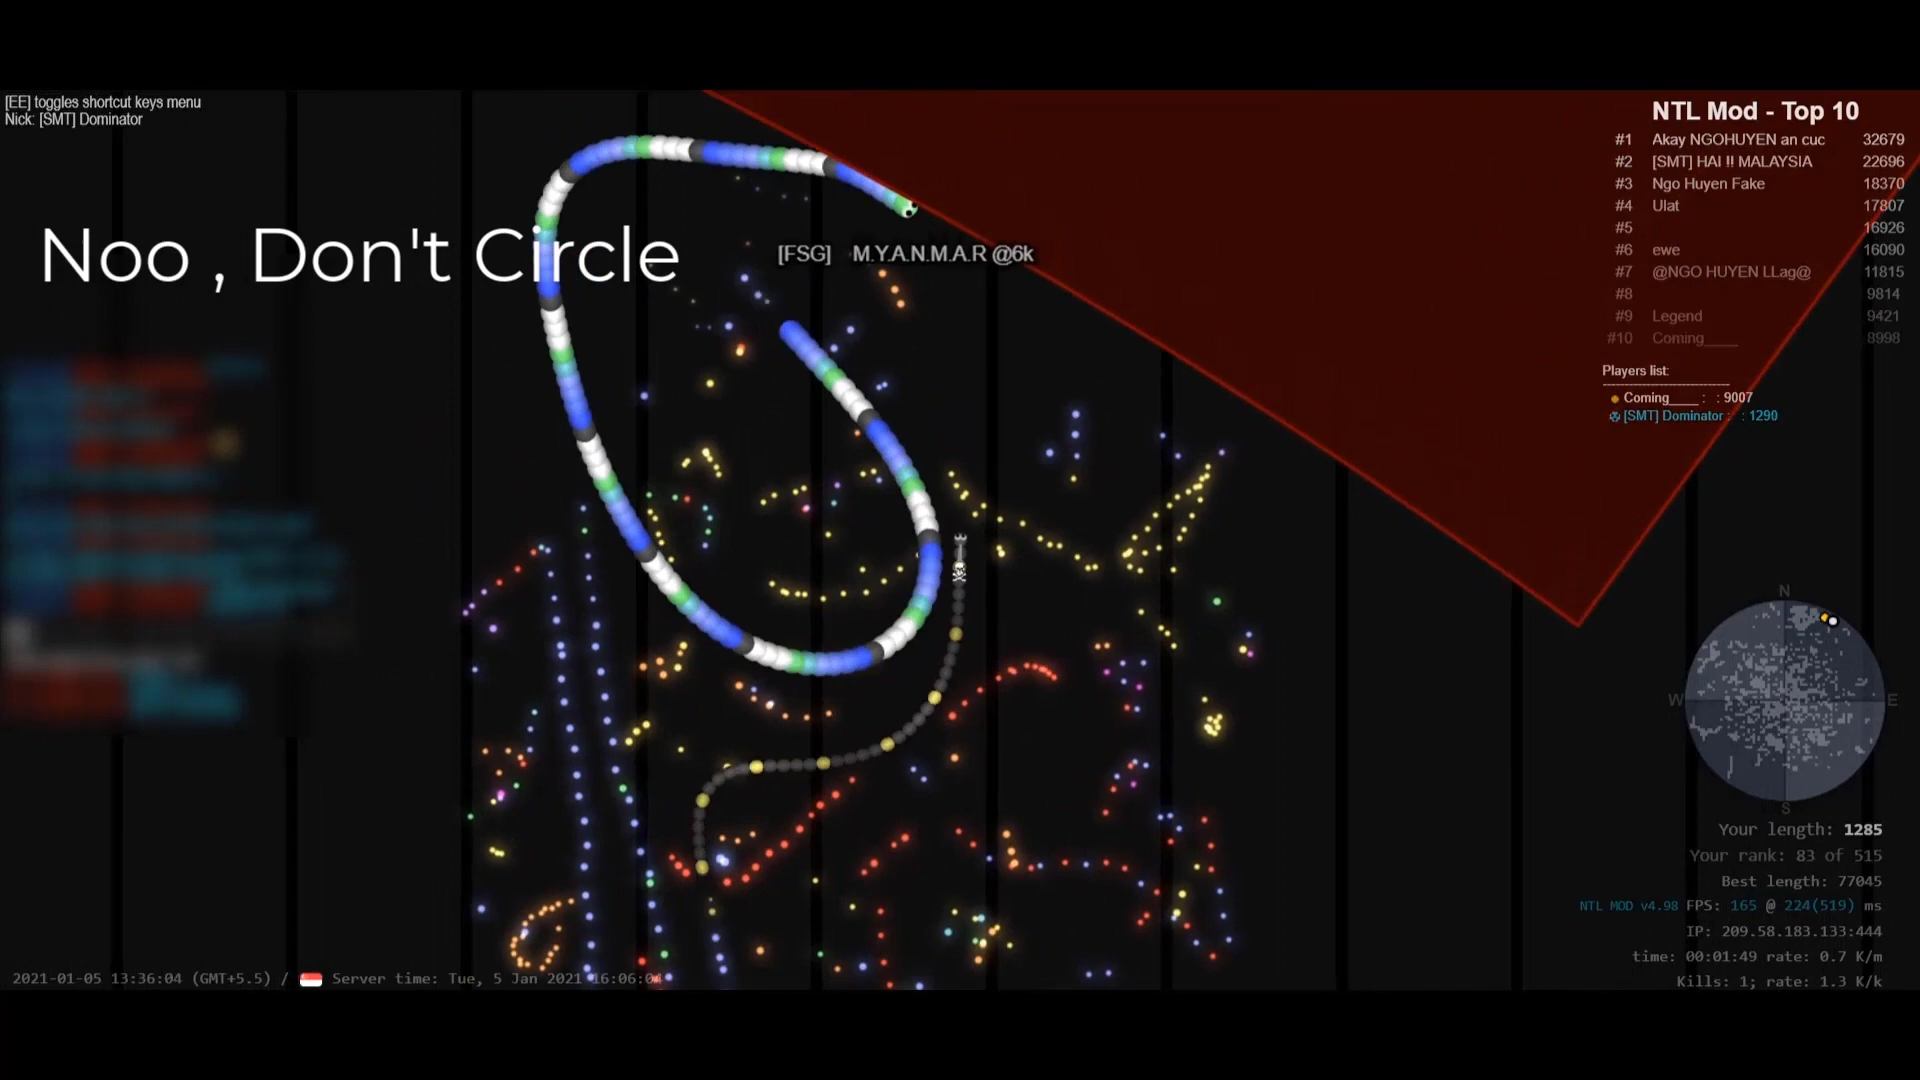 [EE] toggles shortcut keys menu
Nick: [SMT] Dominator
Noo , Don't Circle
[FSG] M.Y.A.N.M.A.R @6k
NTL Mod - Top 10
#1 Akay NGOHUYEN an cuc 32679
#2 [SMT] HAI !! MALAYSIA 22696
#3 Ngo Huyen Fake 18370
#4 Ulat 17807
#5 16926
#6 ewe 16090
#7 @NGO HUYEN LLag@ 11815
#8 9814
#9 Legend 9421
#10 Coming____ 8998
Players list:
Coming____ : : 9007
[SMT] Dominator : : 1290
N
W E
S
Your length: 1285
Your rank: 83 of 515
Best length: 77045
NTL MOD v4.98 FPS: 165 @ 224(519) ms
IP: 209.58.183.133:444
time: 00:01:49 rate: 0.7 K/m
Kills: 1; rate: 1.3 K/k
2021-01-05 13:36:04 (GMT+5.5) / Server time: Tue, 5 Jan 2021 16:06:04